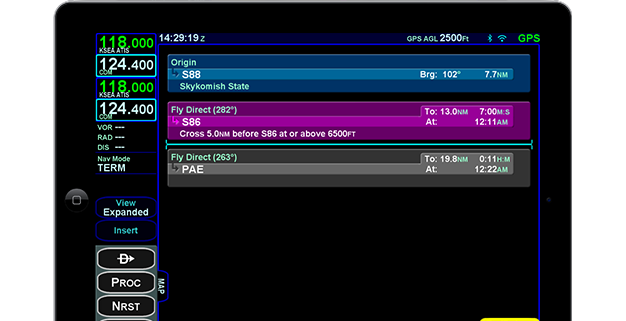 118.000
KSEA ATIS
124.400
COM
118.000
KSEA ATIS
124.400
COM
VOR ---
RAD ---
DIS ---
Nav Mode
TERM
View
Expanded
Insert
D
PROC
NRST
14:29:19 Z
GPS AGL 2500FT
GPS
Origin
S88
Brg: 102° 7.7NM
Skykomish State
Fly Direct (282°)
To: 13.0NM 7:00M:S
S86
At: 12:11AM
Cross 5.0NM before S86 at or above 6500FT
Fly Direct (263°)
To: 19.8NM 0:11H:M
PAE
At: 12:22AM
MAP